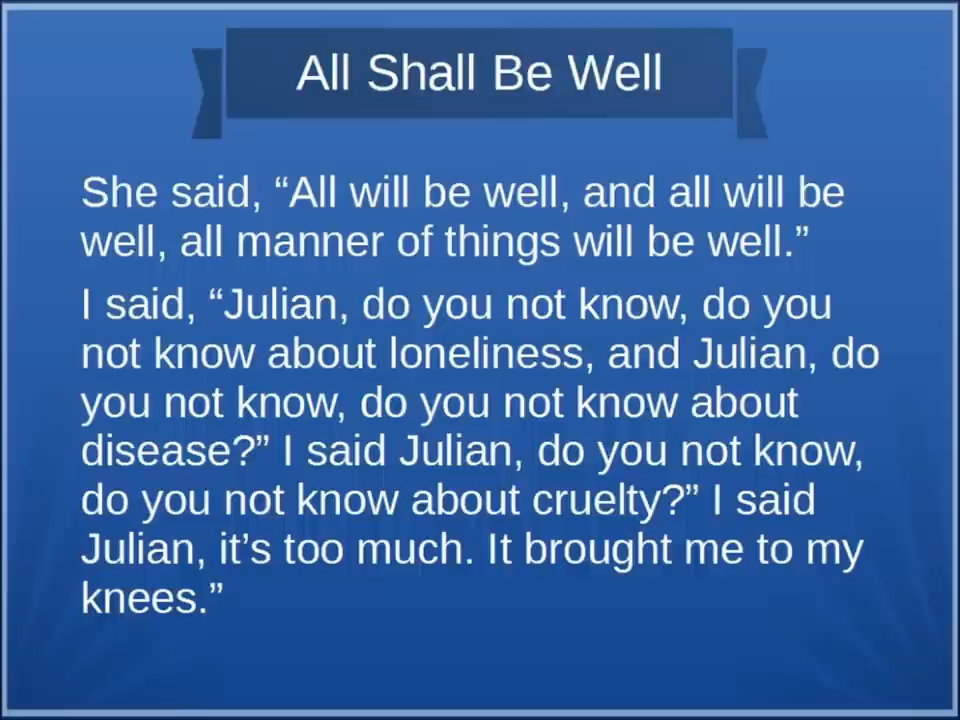 All Shall Be Well
She said, “All will be well, and all will be
well, all manner of things will be well.”
I said, “Julian, do you not know, do you
not know about loneliness, and Julian, do
you not know, do you not know about
disease?” I said Julian, do you not know,
do you not know about cruelty?” I said
Julian, it’s too much. It brought me to my
knees.”